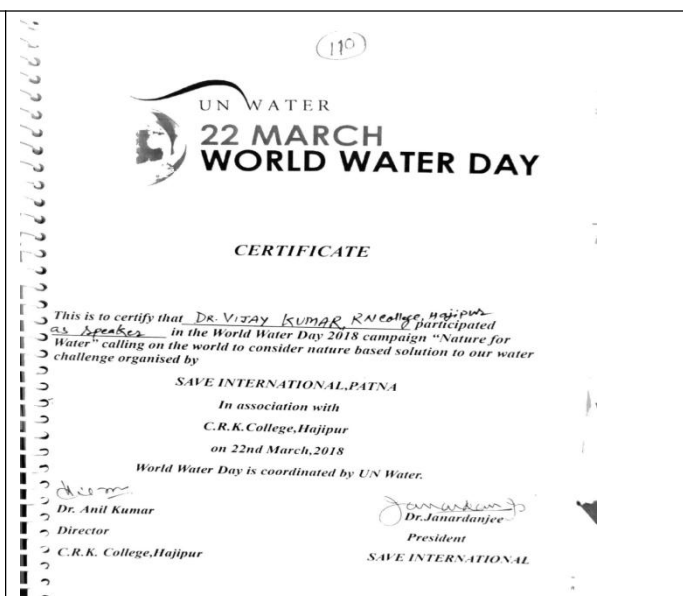 110
UN WATER
22 MARCH
WORLD WATER DAY
CERTIFICATE
This is to certify that DR. VIJAY KUMAR, RN College, Hajipur participated
as speaker in the World Water Day 2018 campaign "Nature for
Water" calling on the world to consider nature based solution to our water
challenge organised by
SAVE INTERNATIONAL,PATNA
In association with
C.R.K.College,Hajipur
on 22nd March,2018
World Water Day is coordinated by UN Water.
Dr. Anil Kumar
Director
C.R.K. College,Hajipur
Janardanji
Dr.Janardanjee
President
SAVE INTERNATIONAL